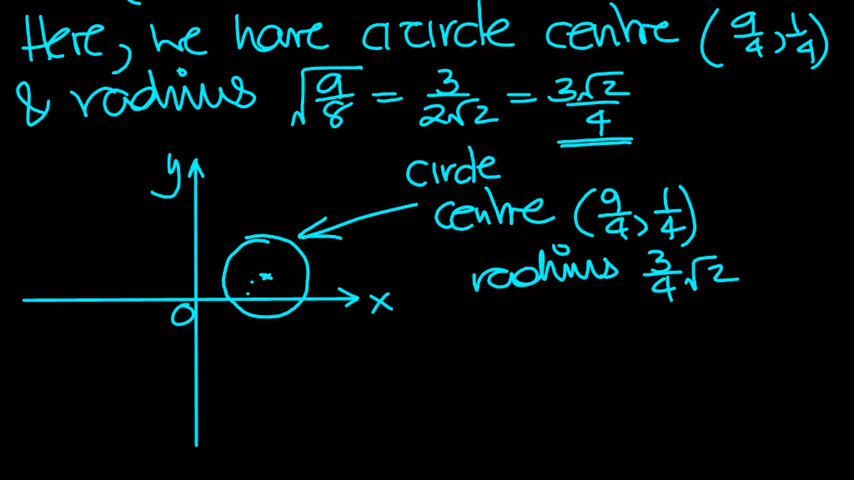 Here, we have a circle centre (9/4, 1/4)
& radius √(9/8) = 3/(2√2) = 3√2/4
y
circle
centre (9/4, 1/4)
radius 3/4 √2
x
O